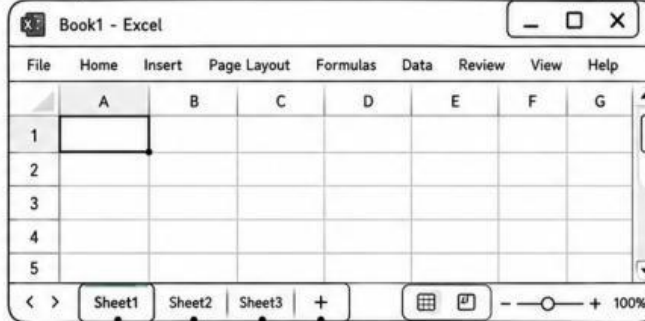 Book1 - Excel
File Home Insert Page Layout Formulas Data Review View Help
A B C D E F G
1
2
3
4
5
Sheet1 Sheet2 Sheet3 +
- + 100%